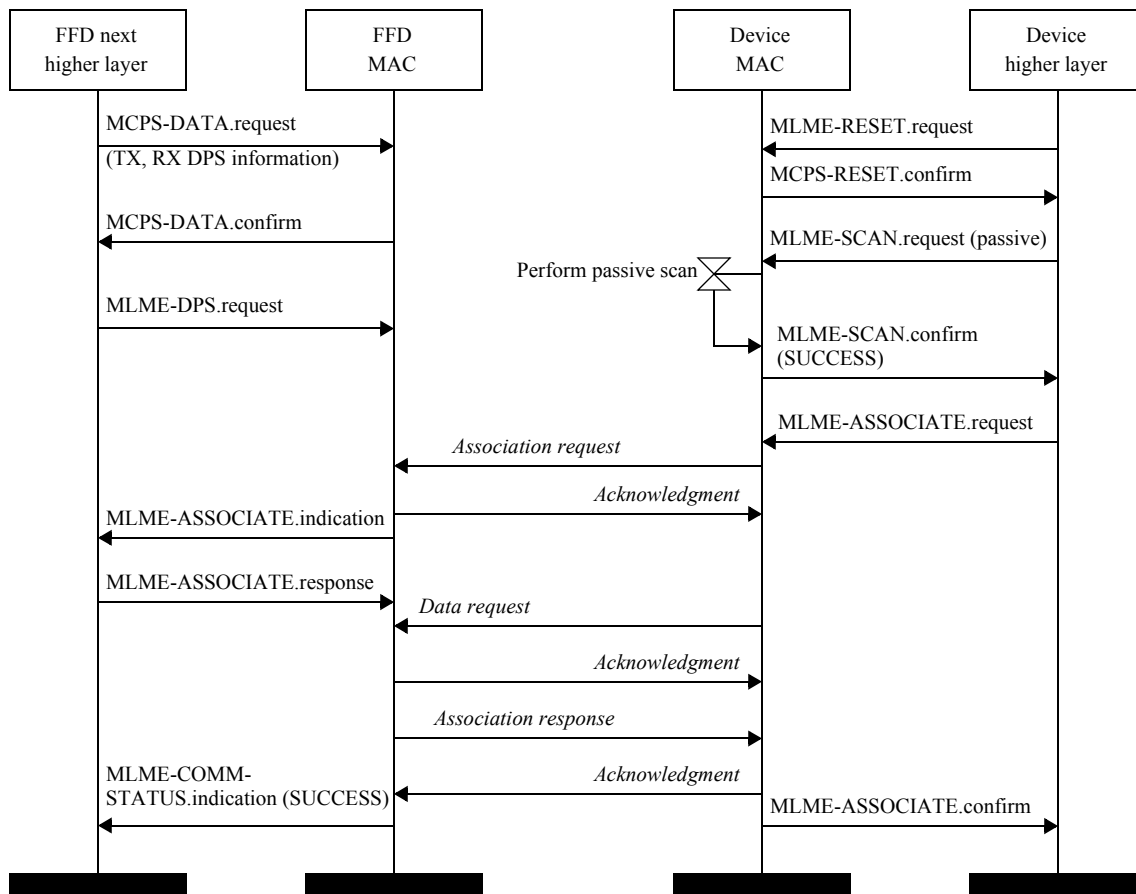 FFD next
higher layer
FFD
MAC
Device
MAC
Device
higher layer
MCPS-DATA.request
(TX, RX DPS information)
MLME-RESET.request
MCPS-RESET.confirm
MCPS-DATA.confirm
MLME-SCAN.request (passive)
Perform passive scan
MLME-DPS.request
MLME-SCAN.confirm
(SUCCESS)
MLME-ASSOCIATE.request
Association request
Acknowledgment
MLME-ASSOCIATE.indication
MLME-ASSOCIATE.response
Data request
Acknowledgment
Association response
Acknowledgment
MLME-COMM-
STATUS.indication (SUCCESS)
MLME-ASSOCIATE.confirm